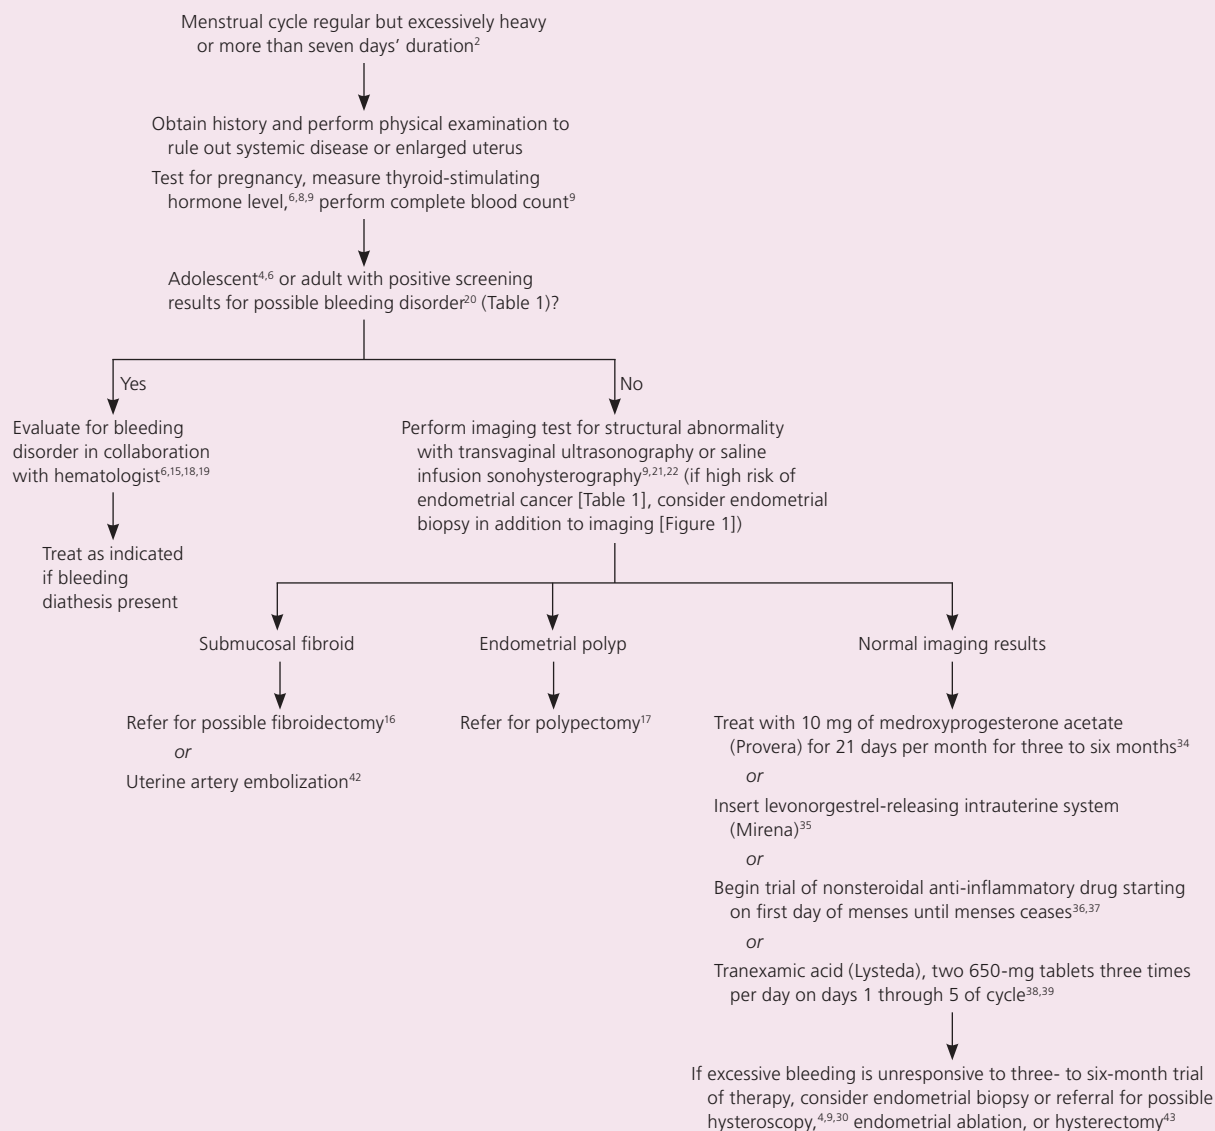 Menstrual cycle regular but excessively heavy
or more than seven days’ duration²
Obtain history and perform physical examination to
rule out systemic disease or enlarged uterus
Test for pregnancy, measure thyroid-stimulating
hormone level,⁶,⁸,⁹ perform complete blood count⁹
Adolescent⁴,⁶ or adult with positive screening
results for possible bleeding disorder²⁰ (Table 1)?
Yes
No
Evaluate for bleeding
disorder in collaboration
with hematologist⁶,¹⁵,¹⁸,¹⁹
Treat as indicated
if bleeding
diathesis present
Perform imaging test for structural abnormality
with transvaginal ultrasonography or saline
infusion sonohysterography⁹,²¹,²² (if high risk of
endometrial cancer [Table 1], consider endometrial
biopsy in addition to imaging [Figure 1])
Submucosal fibroid
Refer for possible fibroidectomy¹⁶
or
Uterine artery embolization⁴²
Endometrial polyp
Refer for polypectomy¹⁷
Normal imaging results
Treat with 10 mg of medroxyprogesterone acetate
(Provera) for 21 days per month for three to six months³⁴
or
Insert levonorgestrel-releasing intrauterine system
(Mirena)³⁵
or
Begin trial of nonsteroidal anti-inflammatory drug starting
on first day of menses until menses ceases³⁶,³⁷
or
Tranexamic acid (Lysteda), two 650-mg tablets three times
per day on days 1 through 5 of cycle³⁸,³⁹
If excessive bleeding is unresponsive to three- to six-month trial
of therapy, consider endometrial biopsy or referral for possible
hysteroscopy,⁴,⁹,³⁰ endometrial ablation, or hysterectomy⁴³